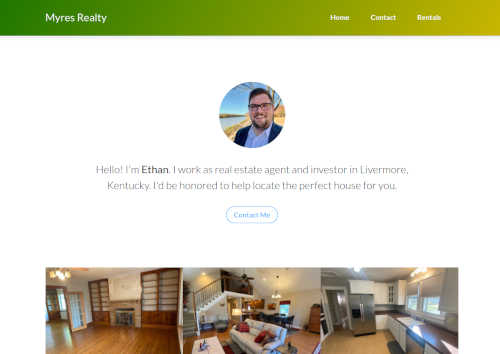 Myres Realty
Home Contact Rentals
Hello! I'm Ethan. I work as real estate agent and investor in Livermore,
Kentucky. I'd be honored to help locate the perfect house for you.
Contact Me